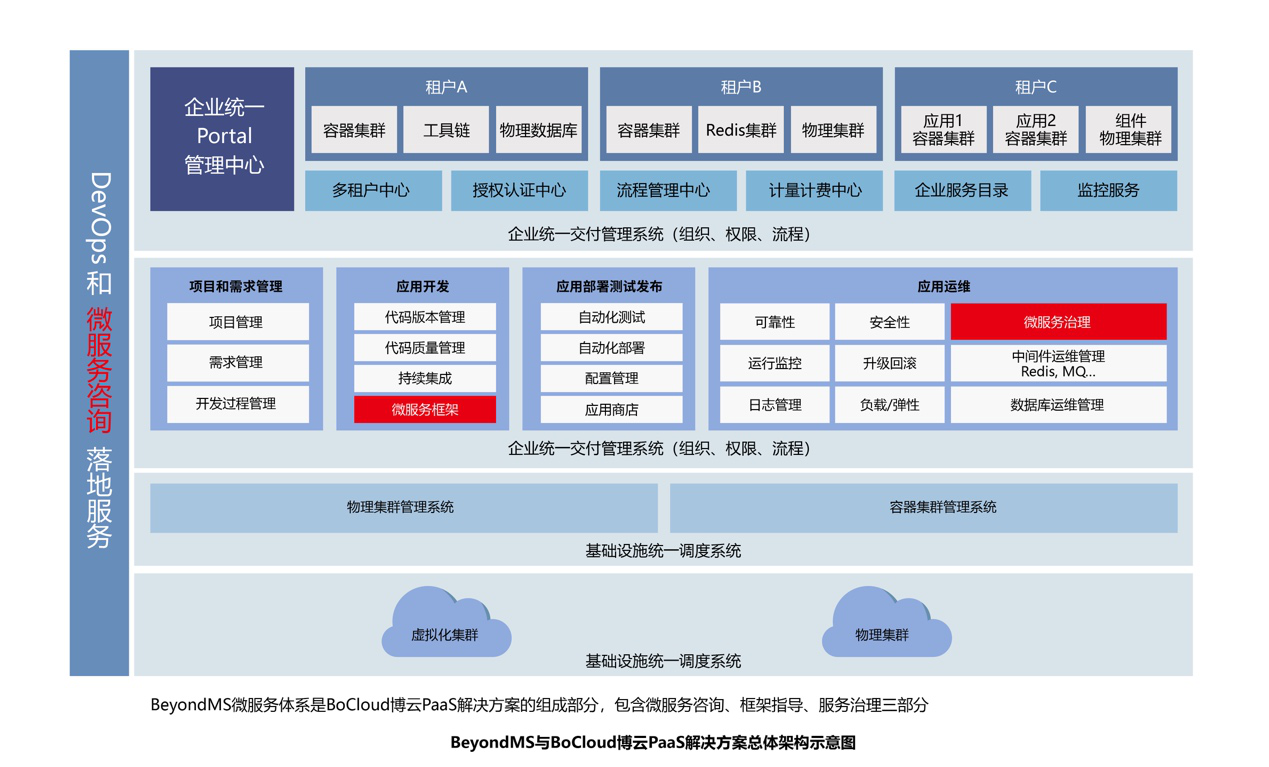 DevOps 和 微服务咨询 落地服务
企业统一
Portal
管理中心
租户A
容器集群
工具链
物理数据库
租户B
容器集群
Redis集群
物理集群
租户C
应用1
容器集群
应用2
容器集群
组件
物理集群
多租户中心
授权认证中心
流程管理中心
计量计费中心
企业服务目录
监控服务
企业统一交付管理系统（组织、权限、流程）
项目和需求管理
项目管理
需求管理
开发过程管理
应用开发
代码版本管理
代码质量管理
持续集成
微服务框架
应用部署测试发布
自动化测试
自动化部署
配置管理
应用商店
应用运维
可靠性
安全性
微服务治理
运行监控
升级回滚
中间件运维管理
Redis, MQ...
日志管理
负载/弹性
数据库运维管理
企业统一交付管理系统（组织、权限、流程）
物理集群管理系统
容器集群管理系统
基础设施统一调度系统
虚拟化集群
物理集群
基础设施统一调度系统
BeyondMS微服务体系是BoCloud博云PaaS解决方案的组成部分，包含微服务咨询、框架指导、服务治理三部分
BeyondMS与BoCloud博云PaaS解决方案总体架构示意图